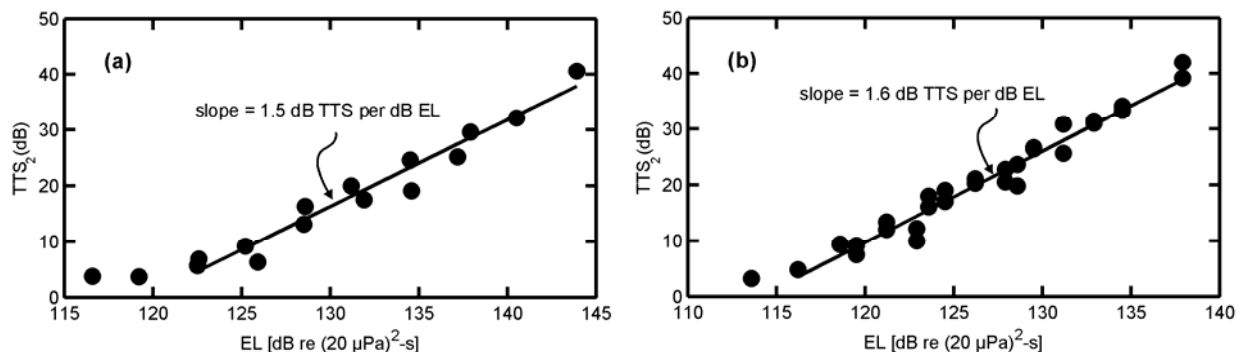 (a)
slope = 1.5 dB TTS per dB EL
TTS2(dB)
50
40
30
20
10
0
115 120 125 130 135 140 145
EL [dB re (20 µPa)2-s]
(b)
slope = 1.6 dB TTS per dB EL
TTS2(dB)
50
40
30
20
10
0
110 115 120 125 130 135 140
EL [dB re (20 µPa)2-s]